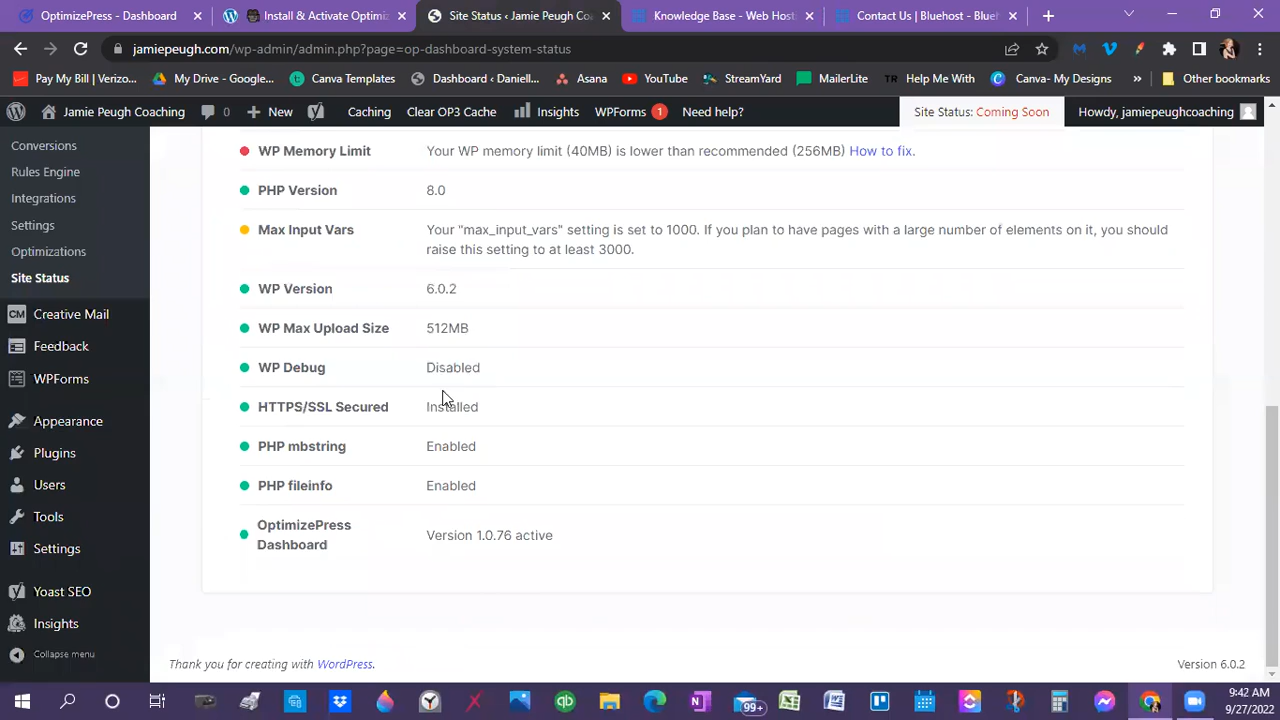 OptimizePress - Dashboard
Install & Activate Optimiz
Site Status ‹ Jamie Peugh Coa
Knowledge Base - Web Host
Contact Us | Bluehost - Blueh
jamiepeugh.com/wp-admin/admin.php?page=op-dashboard-system-status
Pay My Bill | Verizo...
My Drive - Google...
Canva Templates
Dashboard ‹ Daniell...
Asana
YouTube
StreamYard
MailerLite
TR Help Me With
Canva- My Designs
»
Other bookmarks
Jamie Peugh Coaching
0
New
Caching
Clear OP3 Cache
Insights
WPForms 1
Need help?
Site Status: Coming Soon
Howdy, jamiepeughcoaching
Conversions
Rules Engine
Integrations
Settings
Optimizations
Site Status
CM Creative Mail
Feedback
WPForms
Appearance
Plugins
Users
Tools
Settings
Yoast SEO
Insights
Collapse menu
WP Memory Limit Your WP memory limit (40MB) is lower than recommended (256MB) How to fix.
PHP Version 8.0
Max Input Vars Your "max_input_vars" setting is set to 1000. If you plan to have pages with a large number of elements on it, you should
raise this setting to at least 3000.
WP Version 6.0.2
WP Max Upload Size 512MB
WP Debug Disabled
HTTPS/SSL Secured Installed
PHP mbstring Enabled
PHP fileinfo Enabled
OptimizePress
Dashboard Version 1.0.76 active
Thank you for creating with WordPress.
Version 6.0.2
99+
9:42 AM
9/27/2022